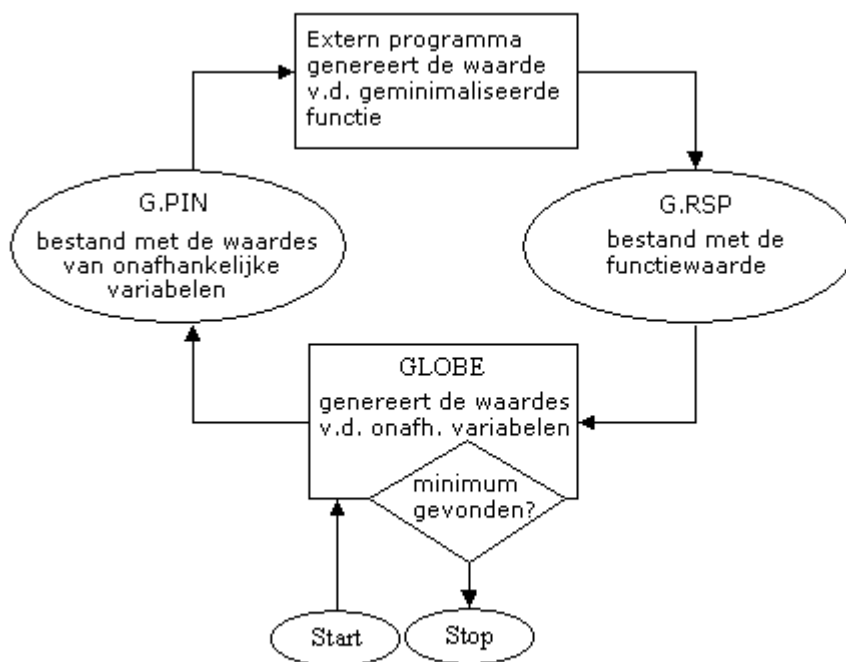 Extern programma
genereert de waarde
v.d. geminimaliseerde
functie
G.PIN
bestand met de waardes
van onafhankelijke
variabelen
G.RSP
bestand met de
functiewaarde
GLOBE
genereert de waardes
v.d. onafh. variabelen
minimum
gevonden?
Start
Stop